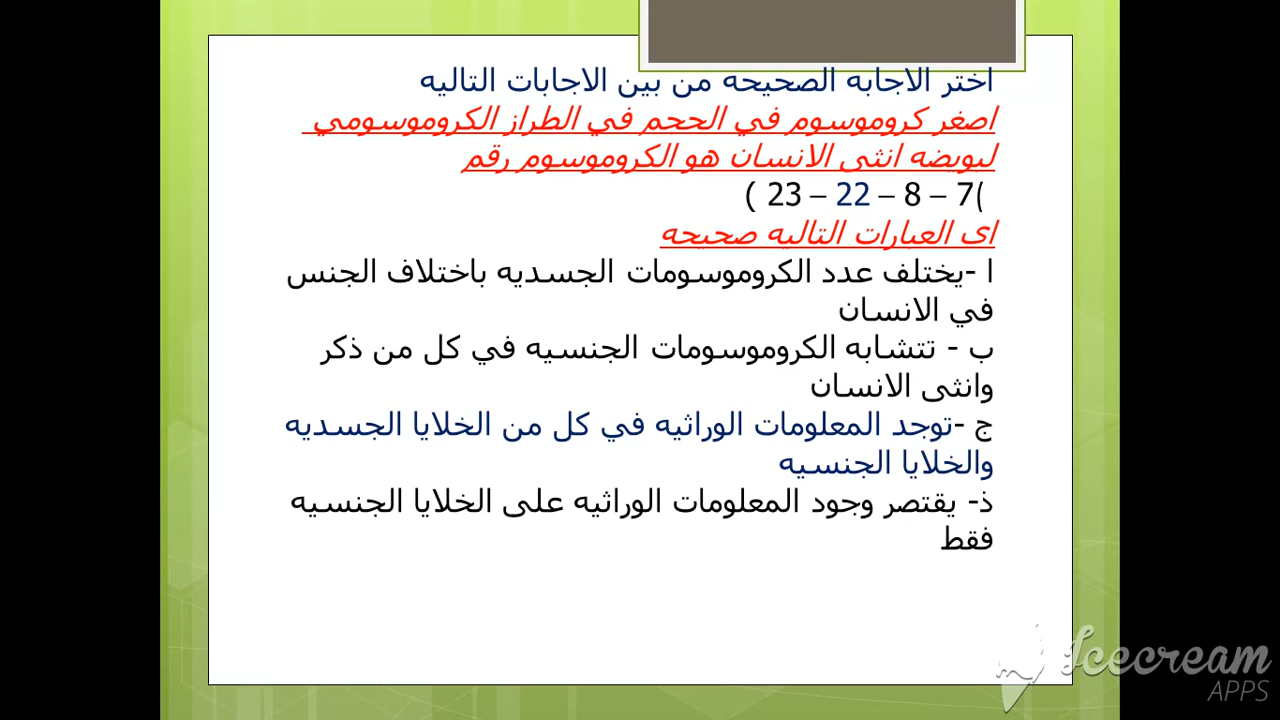 اختر الاجابه الصحيحه من بين الاجابات التاليه
اصغر كروموسوم في الحجم في الطراز الكروموسومي
لبويضه انثى الانسان هو الكروموسوم رقم
)7 – 8 – 22 – 23 (
اى العبارات التاليه صحيحه
ا -يختلف عدد الكروموسومات الجسديه باختلاف الجنس
في الانسان
ب - تتشابه الكروموسومات الجنسيه في كل من ذكر
وانثى الانسان
ج -توجد المعلومات الوراثيه في كل من الخلايا الجسديه
والخلايا الجنسيه
ذ- يقتصر وجود المعلومات الوراثيه على الخلايا الجنسيه
فقط
Icecream
APPS